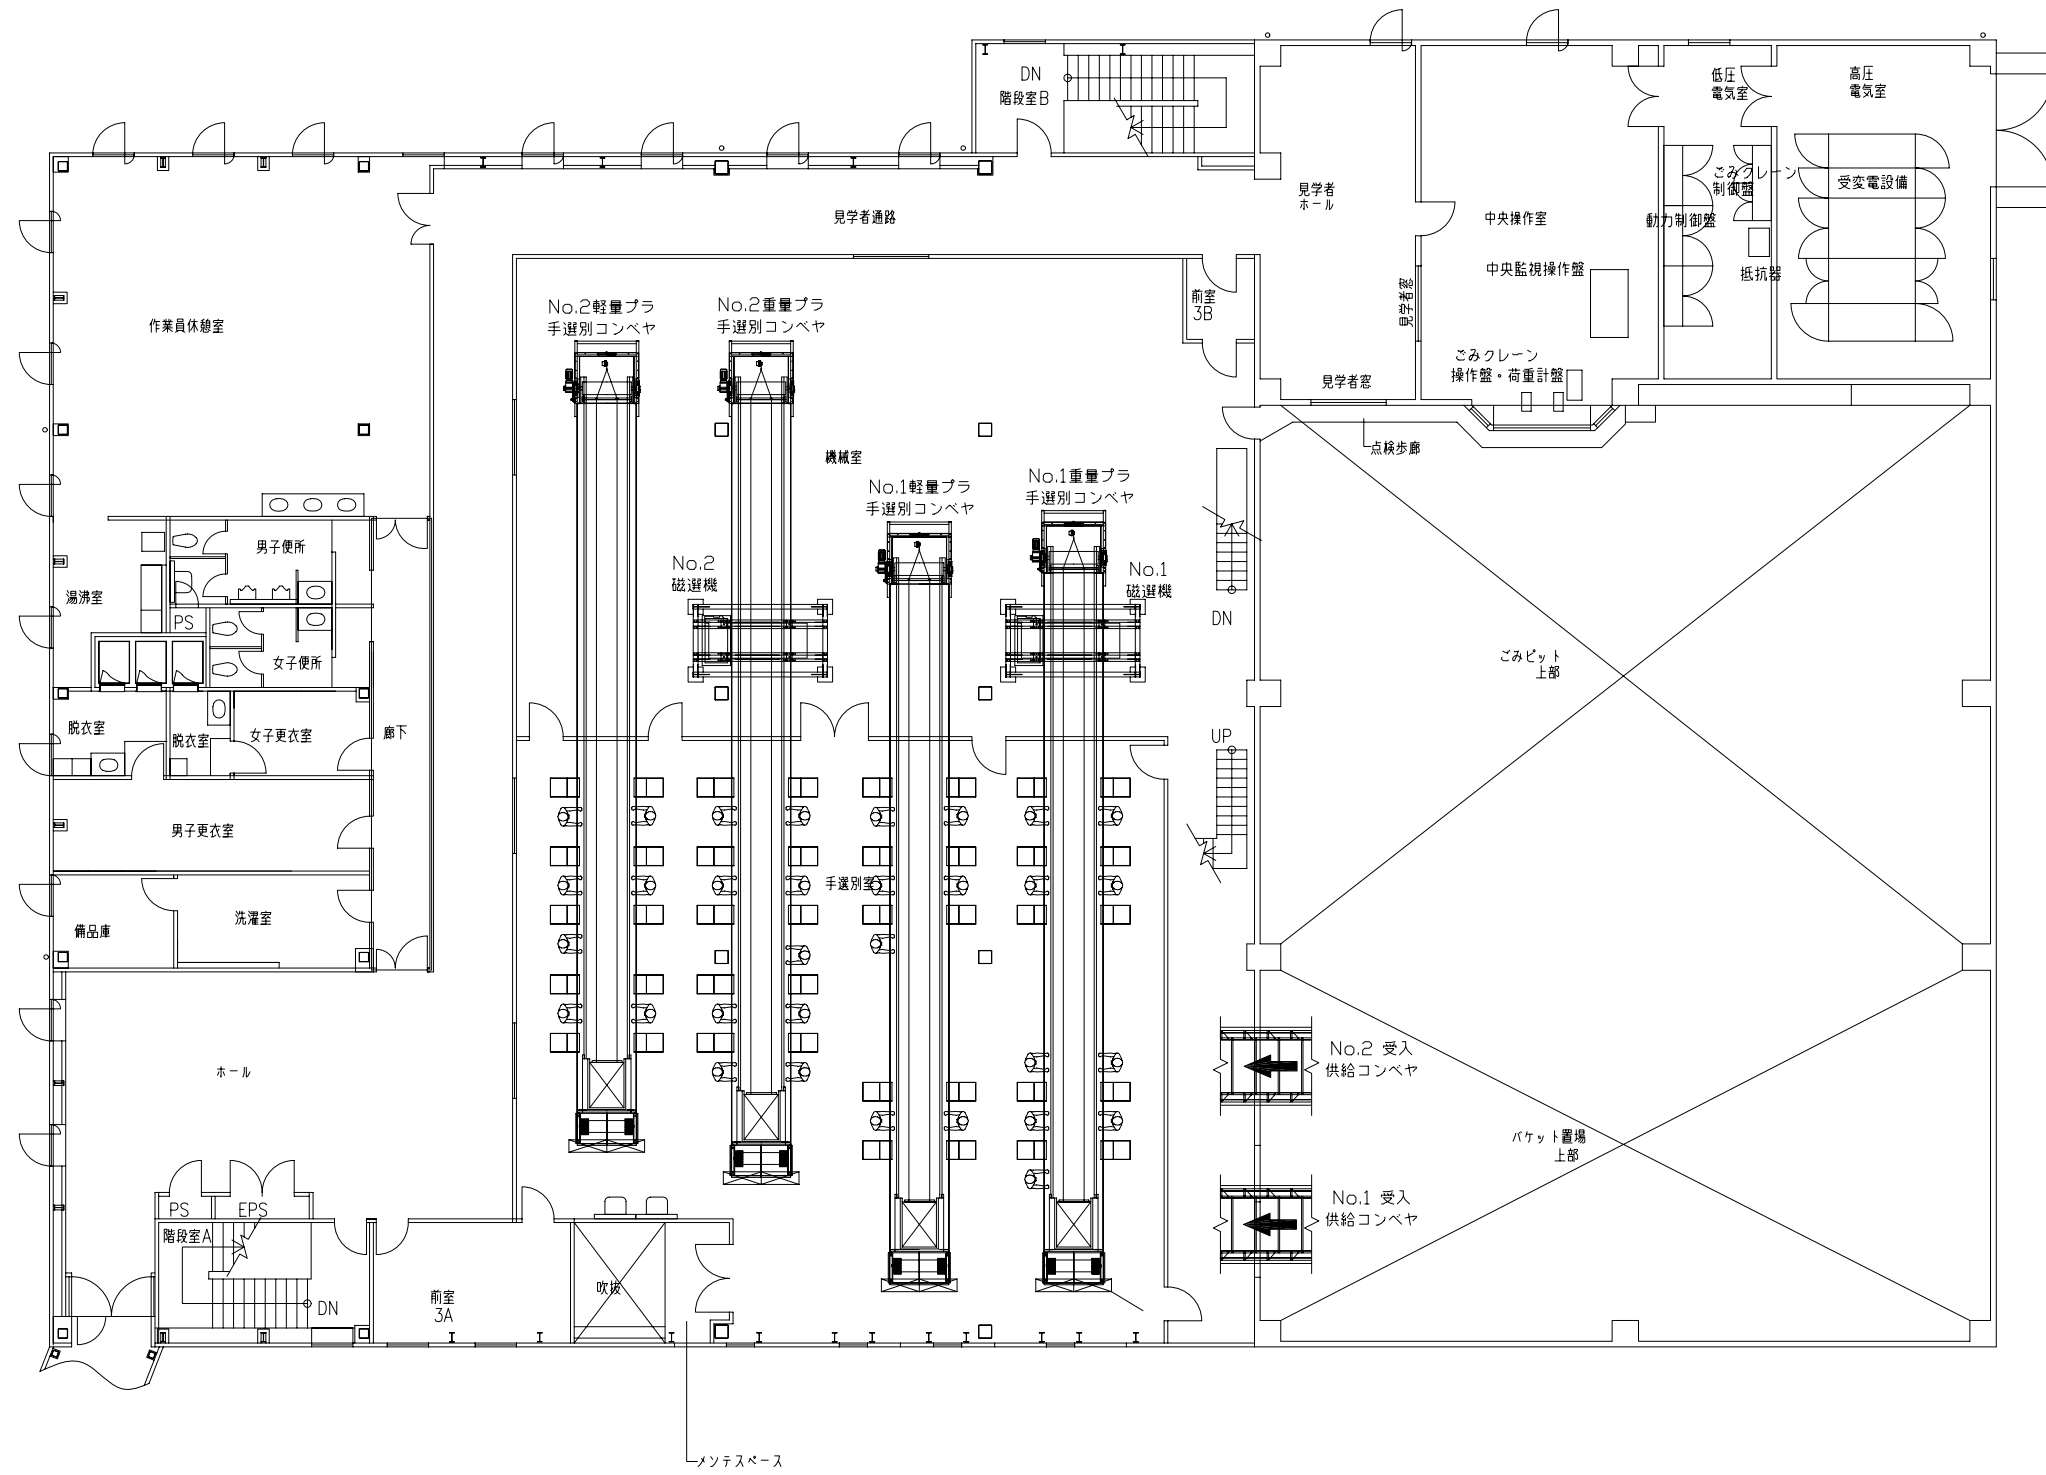 DN
階段室B
低圧
電気室
高圧
電気室
見学者
ホール
ごみクレーン
制御盤
受変電設備
見学者通路
中央操作室
動力制御盤
中央監視操作盤
抵抗器
見学者窓
前室
3B
作業員休憩室
No.2軽量プラ
手選別コンベヤ
No.2重量プラ
手選別コンベヤ
ごみクレーン
操作盤・荷重計盤
見学者窓
点検歩廊
機械室
No.1軽量プラ
手選別コンベヤ
No.1重量プラ
手選別コンベヤ
男子便所
No.2
磁選機
No.1
磁選機
湯沸室
PS
DN
女子便所
ごみピット
上部
脱衣室
脱衣室
女子更衣室
廊下
UP
男子更衣室
手選別室
備品庫
洗濯室
ホール
No.2 受入
供給コンベヤ
バケット置場
上部
No.1 受入
供給コンベヤ
PS
EPS
階段室A
DN
前室
3A
吹抜
メンテスペース